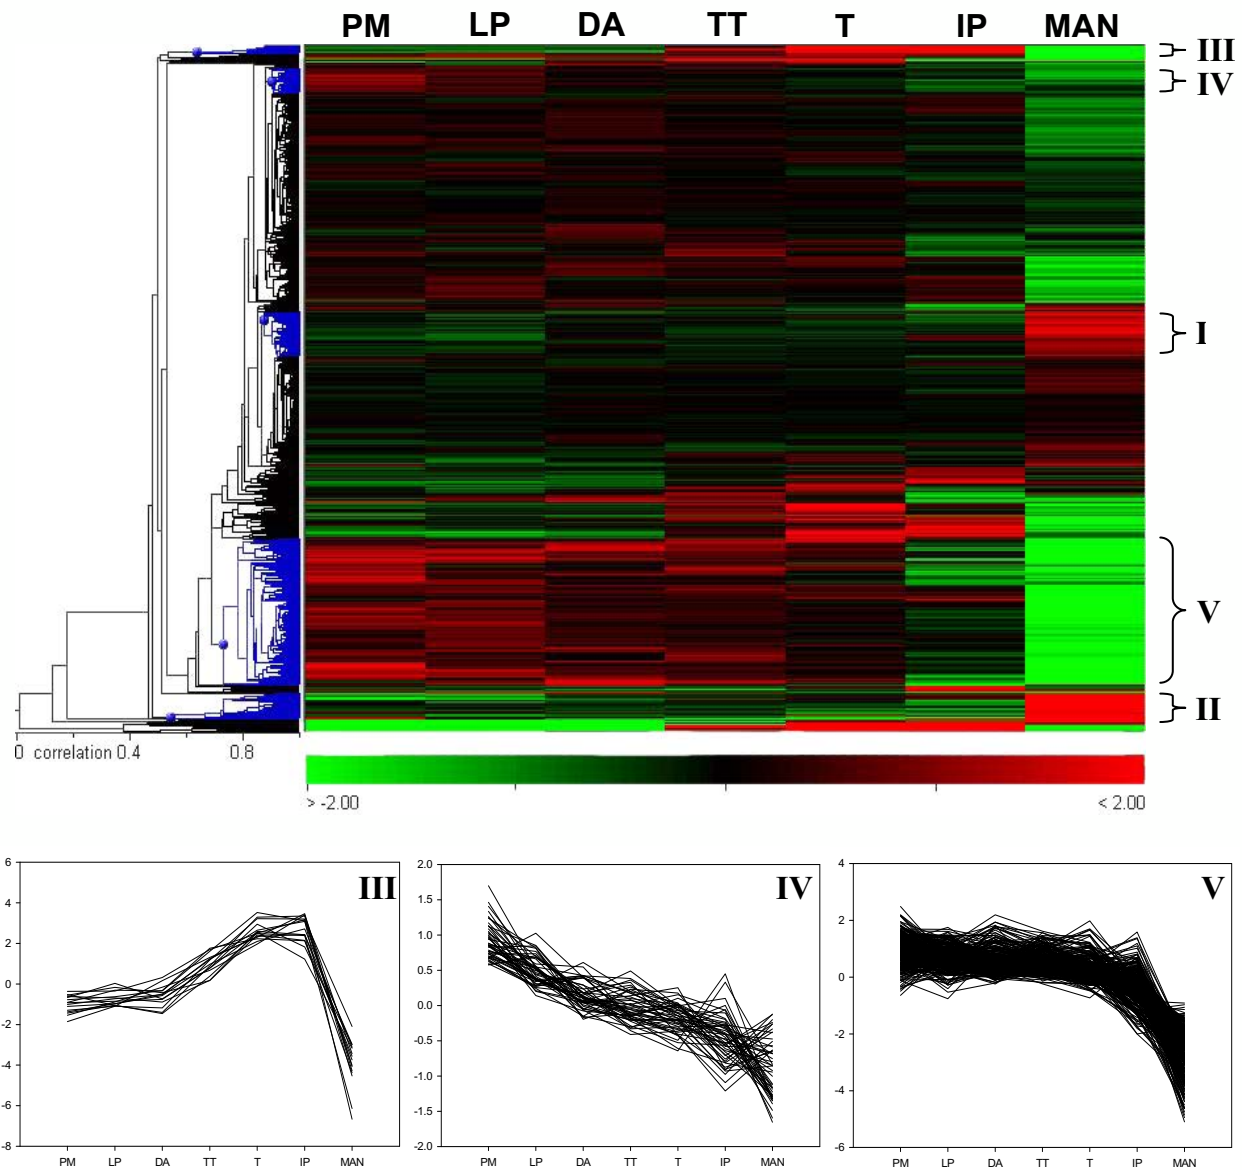 PM LP DA TT T IP MAN
III
IV
I
V
II
0 correlation 0.4 0.8
> -2.00 < 2.00
III
6
4
2
0
-2
-4
-6
-8
PM LP DA TT T IP MAN
IV
2.0
1.5
1.0
0.5
0.0
-0.5
-1.0
-1.5
-2.0
PM LP DA TT T IP MAN
V
4
2
0
-2
-4
-6
PM LP DA TT T IP MAN